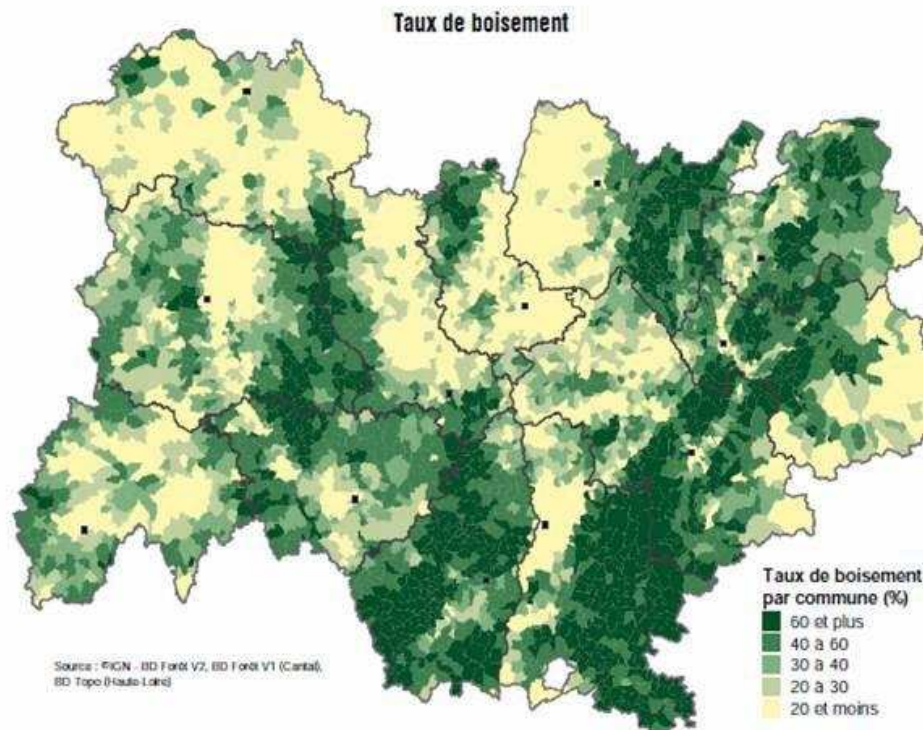 Taux de boisement
Taux de boisement
par commune (%)
60 et plus
40 à 60
30 à 40
20 à 30
20 et moins
Source : ©IGN - BD Forêt V2, BD Forêt V1 (Cantal),
BD Topo (Haute-Loire)